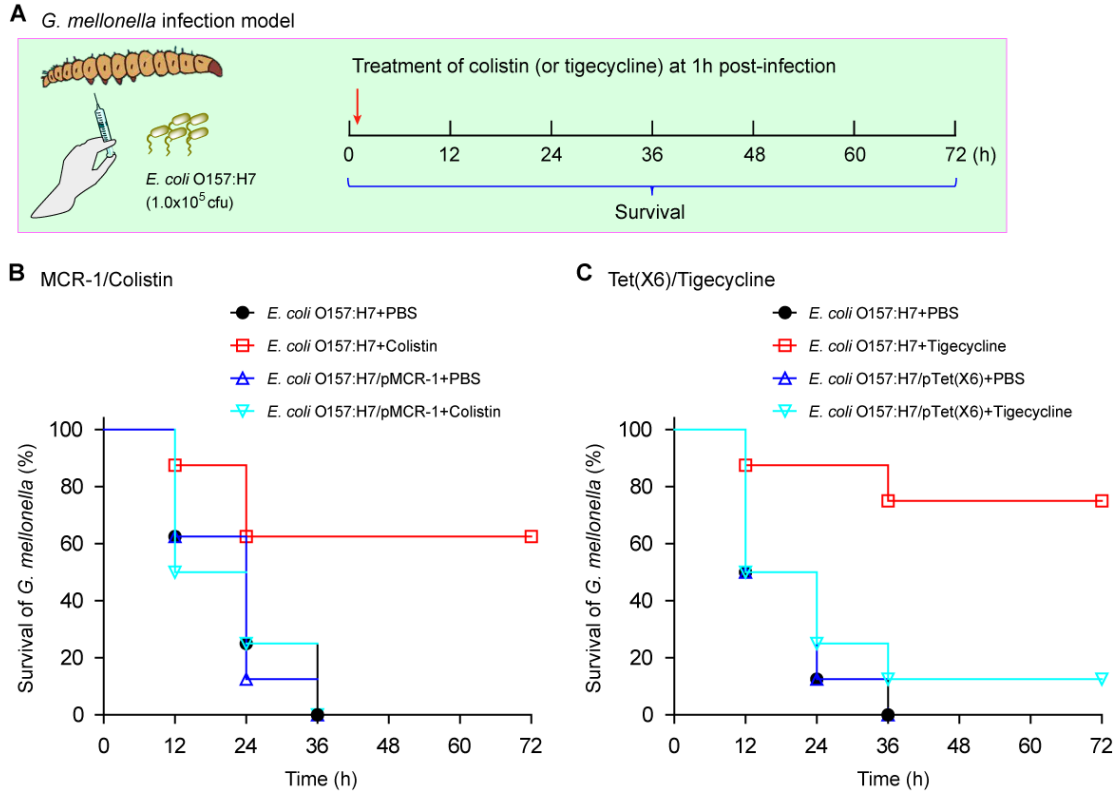 A G. mellonella infection model
Treatment of colistin (or tigecycline) at 1h post-infection
0 12 24 36 48 60 72 (h)
E. coli O157:H7
(1.0x10⁵ cfu)
Survival
B MCR-1/Colistin
E. coli O157:H7+PBS
E. coli O157:H7+Colistin
E. coli O157:H7/pMCR-1+PBS
E. coli O157:H7/pMCR-1+Colistin
Survival of G. mellonella (%)
100
80
60
40
20
0
0 12 24 36 48 60 72
Time (h)
C Tet(X6)/Tigecycline
E. coli O157:H7+PBS
E. coli O157:H7+Tigecycline
E. coli O157:H7/pTet(X6)+PBS
E. coli O157:H7/pTet(X6)+Tigecycline
Survival of G. mellonella (%)
100
80
60
40
20
0
0 12 24 36 48 60 72
Time (h)